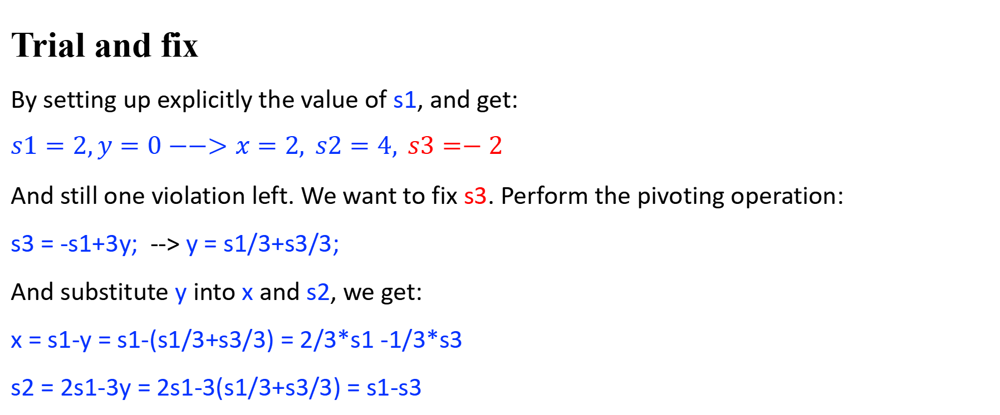 Trial and fix
By setting up explicitly the value of s1, and get:
s1 = 2, y = 0 −−> x = 2, s2 = 4, s3 =− 2
And still one violation left. We want to fix s3. Perform the pivoting operation:
s3 = -s1+3y; --> y = s1/3+s3/3;
And substitute y into x and s2, we get:
x = s1-y = s1-(s1/3+s3/3) = 2/3*s1 -1/3*s3
s2 = 2s1-3y = 2s1-3(s1/3+s3/3) = s1-s3